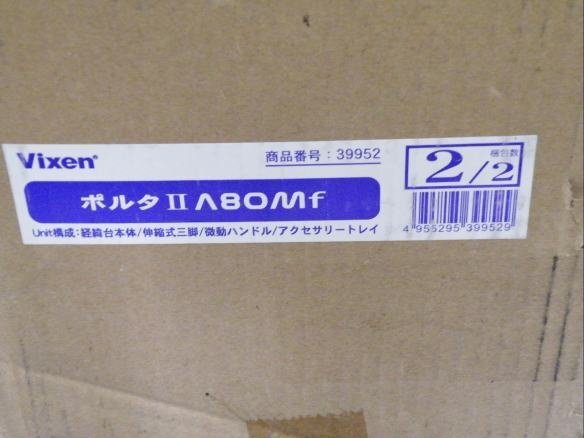 Vixen®
商品番号：39952
梱包数
2/2
ポルタⅡ A80Mf
Unit構成：経緯台本体/伸縮式三脚/微動ハンドル/アクセサリートレイ
4 955295 399529